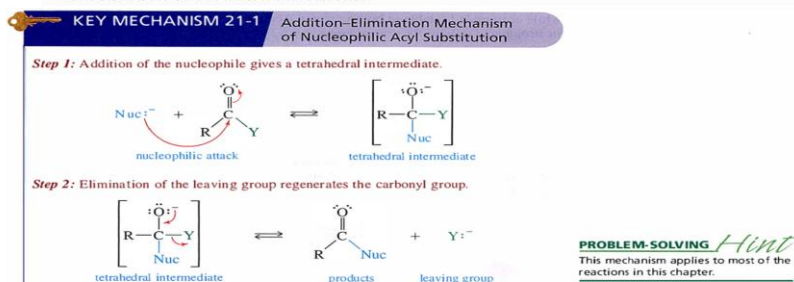 KEY MECHANISM 21-1
Addition–Elimination Mechanism
of Nucleophilic Acyl Substitution
Step 1: Addition of the nucleophile gives a tetrahedral intermediate.
Nuc:⁻ + R C Y :O: ⇌ R—C—Y :Ö:⁻ Nuc
nucleophilic attack
tetrahedral intermediate
Step 2: Elimination of the leaving group regenerates the carbonyl group.
:Ö:⁻ R—C—Y Nuc ⇌ :O: R C Nuc + Y:⁻
tetrahedral intermediate
products
leaving group
PROBLEM-SOLVING Hint
This mechanism applies to most of the
reactions in this chapter.